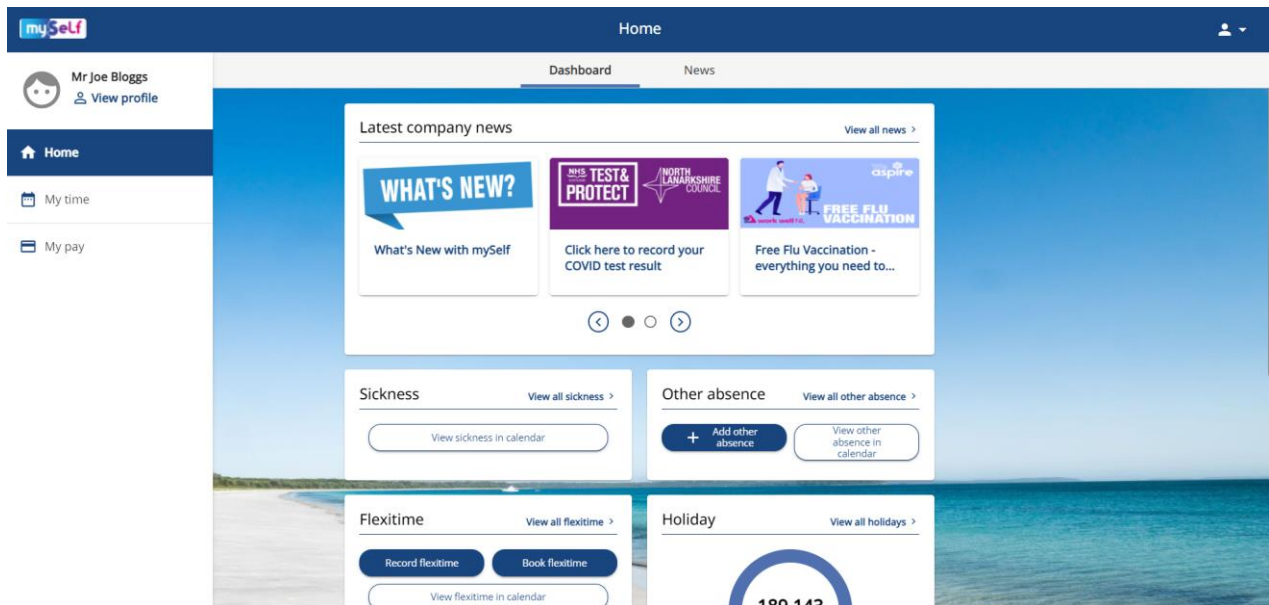 mySelf
Home
Mr Joe Bloggs
View profile
Home
My time
My pay
Dashboard
News
Latest company news
View all news >
WHAT'S NEW?
What's New with mySelf
NHS
TEST&
PROTECT
NORTH
LANARKSHIRE
COUNCIL
Click here to record your
COVID test result
aspire
work well
FREE FLU
VACCINATION
Free Flu Vaccination -
everything you need to...
Sickness
View all sickness >
View sickness in calendar
Other absence
View all other absence >
+ Add other
absence
View other
absence in
calendar
Flexitime
View all flexitime >
Record flexitime
Book flexitime
View flexitime in calendar
Holiday
View all holidays >
189.143